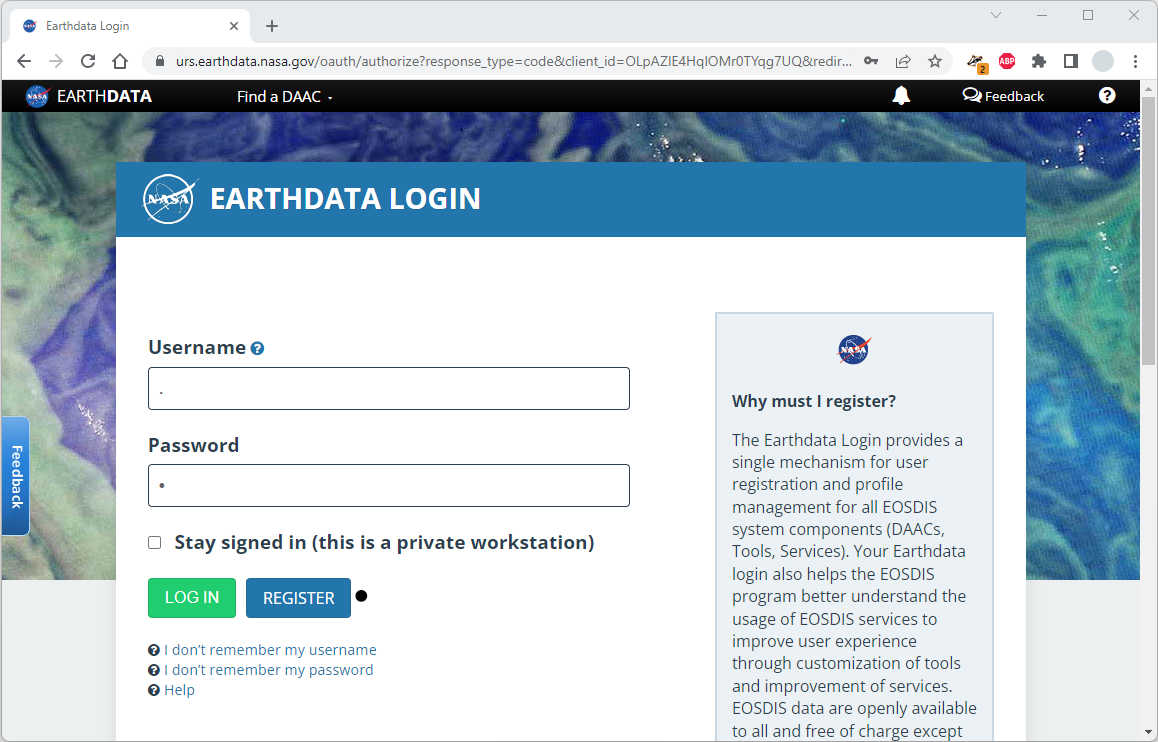 Earthdata Login
urs.earthdata.nasa.gov/oauth/authorize?response_type=code&client_id=OLpAZlE4HqIOMr0TYqg7UQ&redir...
2
ABP
NASA EARTHDATA
Find a DAAC
Feedback
?
NASA EARTHDATA LOGIN
Username ?
.
Password
•
Stay signed in (this is a private workstation)
LOG IN
REGISTER
? I don't remember my username
? I don't remember my password
? Help
Feedback
NASA
Why must I register?
The Earthdata Login provides a
single mechanism for user
registration and profile
management for all EOSDIS
system components (DAACs,
Tools, Services). Your Earthdata
login also helps the EOSDIS
program better understand the
usage of EOSDIS services to
improve user experience
through customization of tools
and improvement of services.
EOSDIS data are openly available
to all and free of charge except